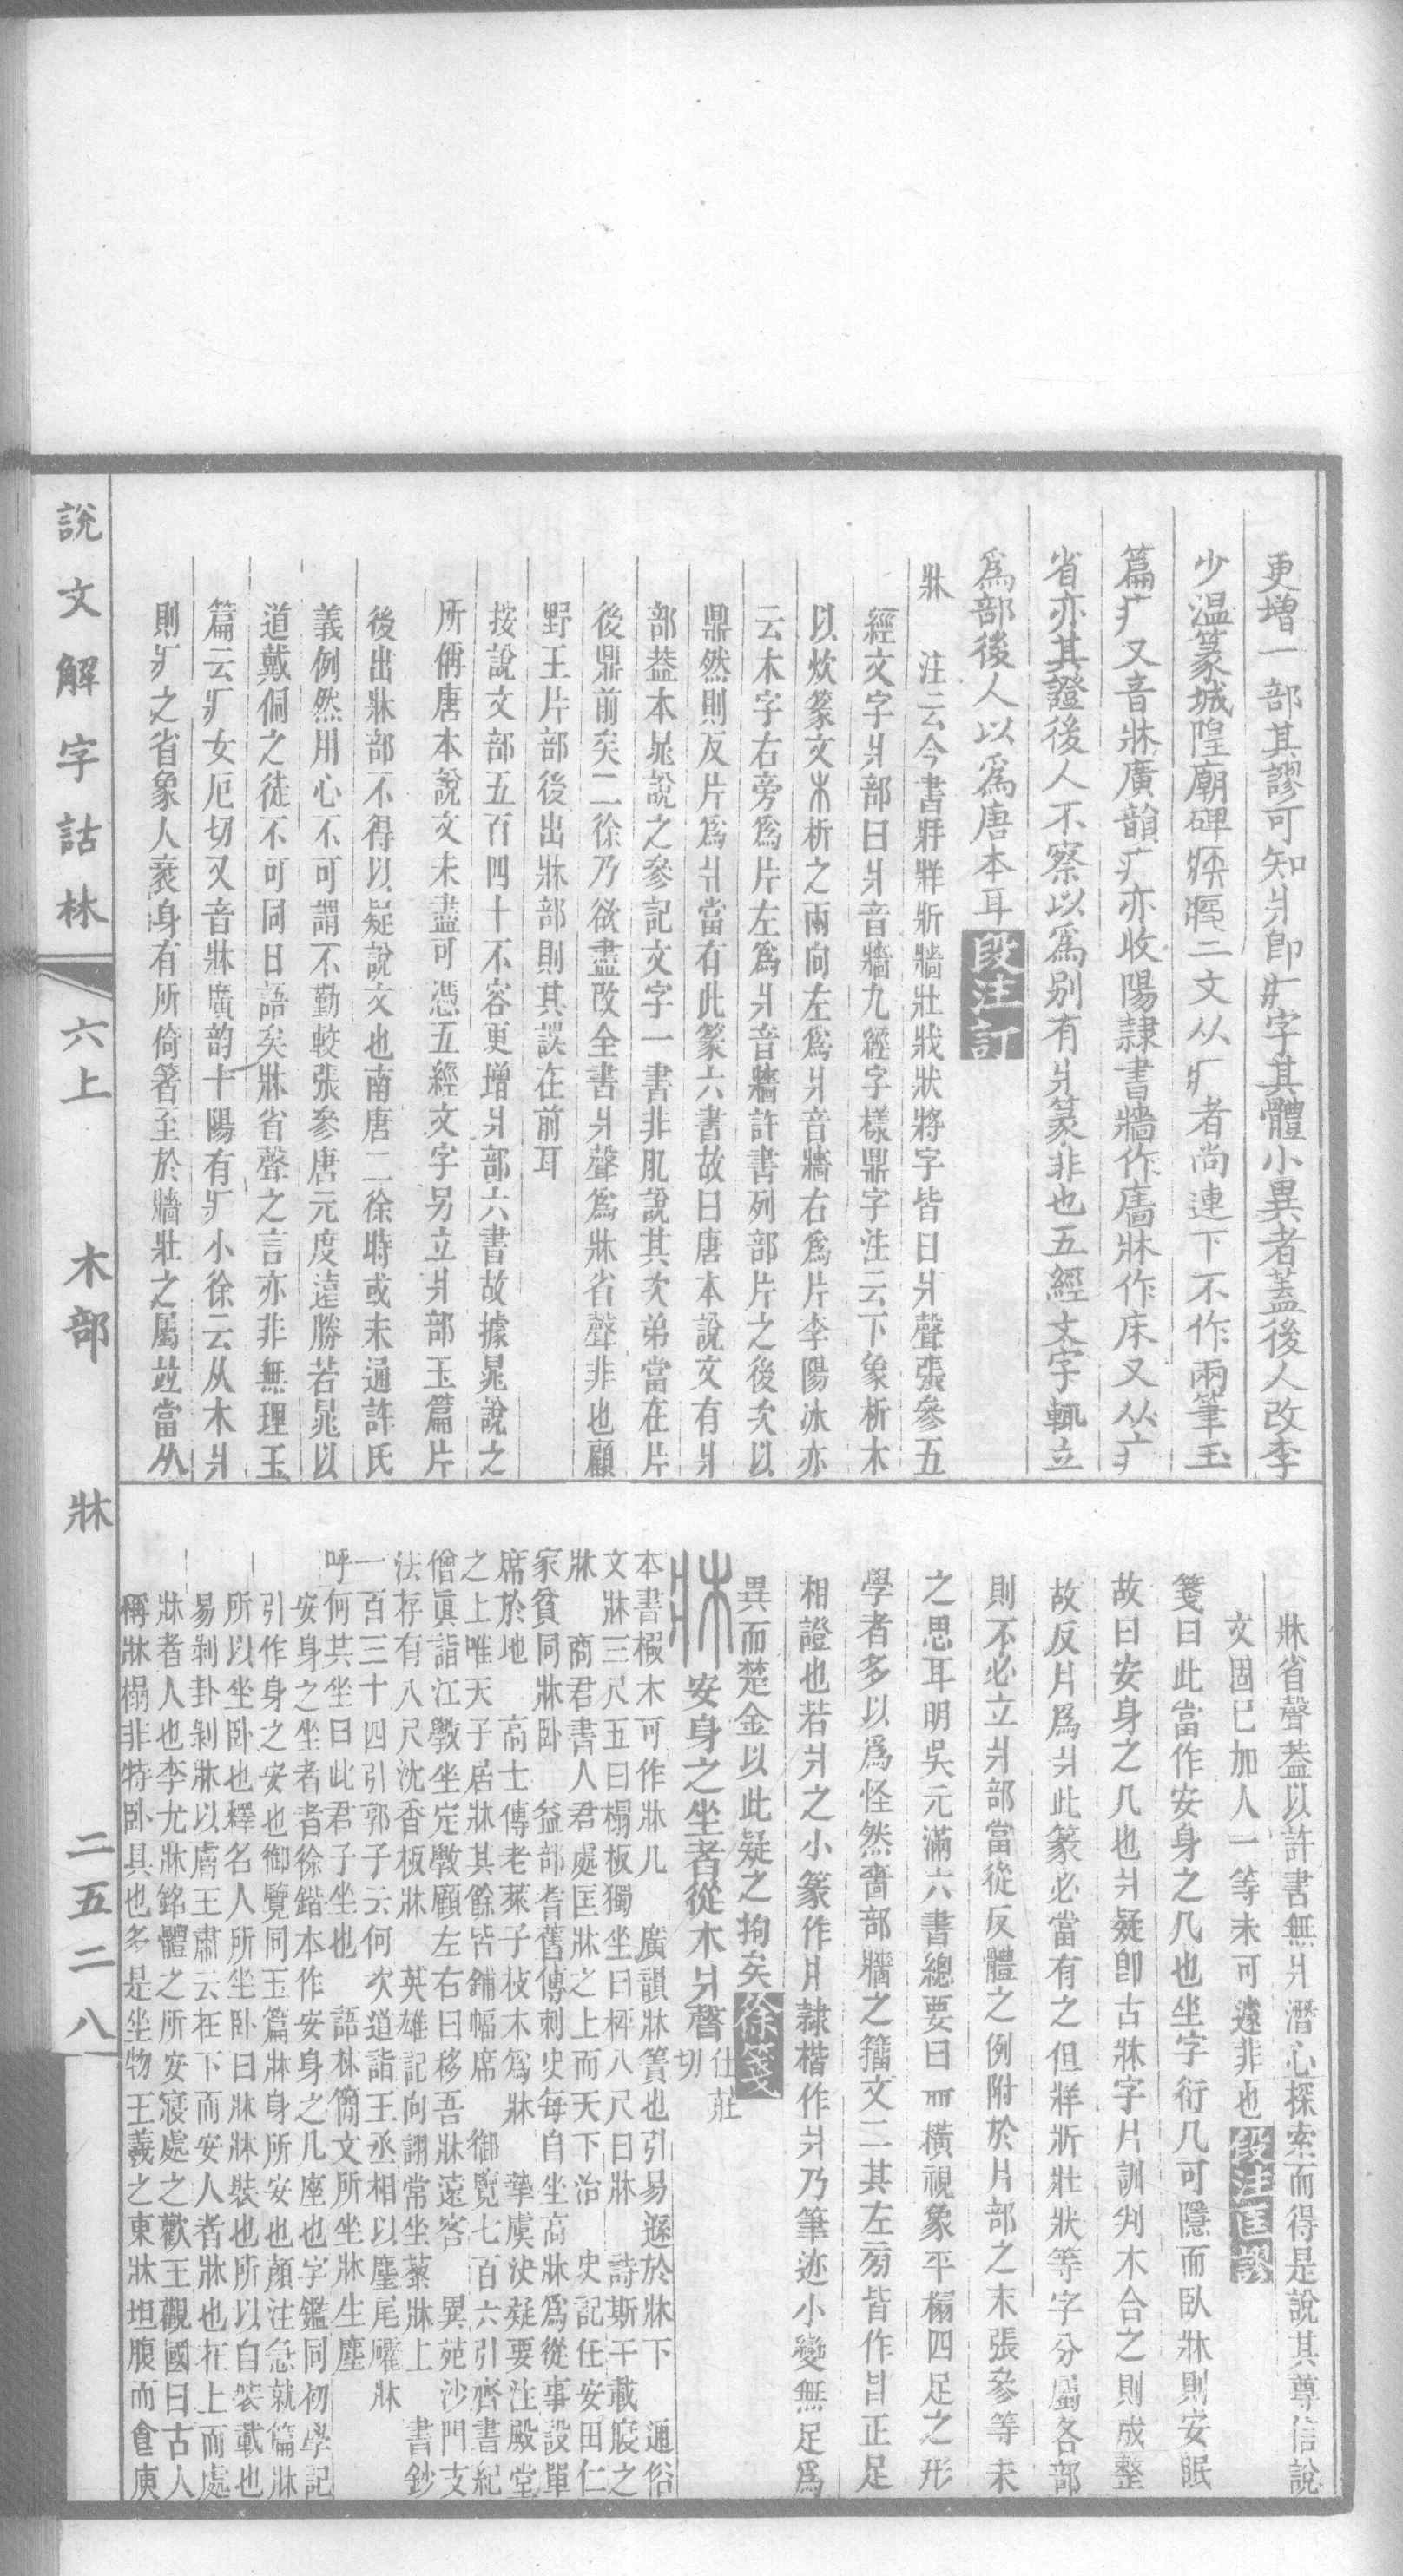 更增一部其謬可知爿卽疒字其體小異者蓋後人改李
少溫篆城隍廟碑二文从疒者尚連下不作兩筆玉
篇疒又音牀廣韻疒亦收陽隷書牆作廧牀作床又从疒
省亦其證後人不察以爲别有爿篆非也五經文字輒立
爲部後人以爲唐本耳段注訂
牀　注云今書牂牂斨牆壯戕狀將字皆曰爿聲張參五
經文字爿部曰爿音牆九經字樣鼎字注云下象析木
以炊篆文木析之兩向左爲爿音牆右爲片李陽冰亦
云木字右旁爲片左爲爿音牆許書列部片之後次以
鼎然則反片爲爿當有此篆六書故曰唐本說文有爿
部葢本晁說之參記文字一書非肊說其次弟當在片
後鼎前矣二徐乃欲盡改全書爿聲爲牀省聲非也顧
野王片部後出牀部則其誤在前耳
按說文部五百四十不容更增爿部六書故據晁說之
所偁唐本說文未盡可憑五經文字另立爿部玉篇片
後出牀部不得以疑說文也南唐二徐時或未通許氏
義例然用心不可謂不勤較張參唐元度遠勝若晁以
道戴侗之徒不可同日語矣牀省聲之言亦非無理玉
篇云疒女厄切又音牀廣韵十陽有疒小徐云从木爿
則疒之省象人衺身有所倚箸至於牆壯之屬竝當从
牀省聲葢以許書無爿潛心探索而得是說其尊信說
文固已加人一等未可遽非也段注匡謬
箋曰此當作安身之几也坐字衍几可隱而臥牀則安眠
故曰安身之几也爿疑卽古牀字片訓判木合之則成整
故反片爲爿此篆必當有之但牂斨壯狀等字分屬各部
則不必立爿部當從反體之例附於片部之末張參等未
之思耳明吳元滿六書總要曰橫視象平榻四足之形
學者多以爲怪然嗇部牆之籒文二其左㫄皆作正足
相證也若爿之小篆作爿隷楷作爿乃筆迹小變無足爲
異而楚金以此疑之拘矣徐箋
牀　安身之坐者從木爿聲仕莊切
本書椵木可作牀几　廣韻牀簀也引易遜於牀下　通俗
文牀三尺五曰榻板獨坐曰枰八尺曰牀　詩斯干載寢之
牀　商君書人君處匡牀之上而天下治　史記任安田仁
家貧同牀卧　益部耆舊傳刺史每自坐高牀爲從事設單
席於地　高士傳老萊子枝木爲牀　摯虞決疑要注殿堂
之上唯天子居牀其餘皆鋪幅席　御覽七百六引齊書紀
僧眞詣江斆坐定斆顧左右曰移吾牀遠客　異苑沙門支
法存有八尺沈香板牀　英雄記向詡常坐藜牀上　書鈔
一百三十四引郭子云何次道詣王丞相以麈尾牀
呼何共坐曰此君子坐也　語林簡文所坐牀生塵
安身之坐者者徐鍇本作安身之几座也字鑑同初學記
引作身之安也御覽同玉篇牀身所安也顔注急就篇牀
所以坐卧也釋名人所坐卧曰牀牀裝也所以自裝載也
易剝卦剝牀以膚王肅云在下而安人者牀也在上而處
牀者人也李尤牀銘體之所安寢處之歡王觀國曰古人
稱牀榻非特卧具也多是坐物王羲之東牀坦腹而食庾
說文解字詁林　六上　木部　牀　二五二八